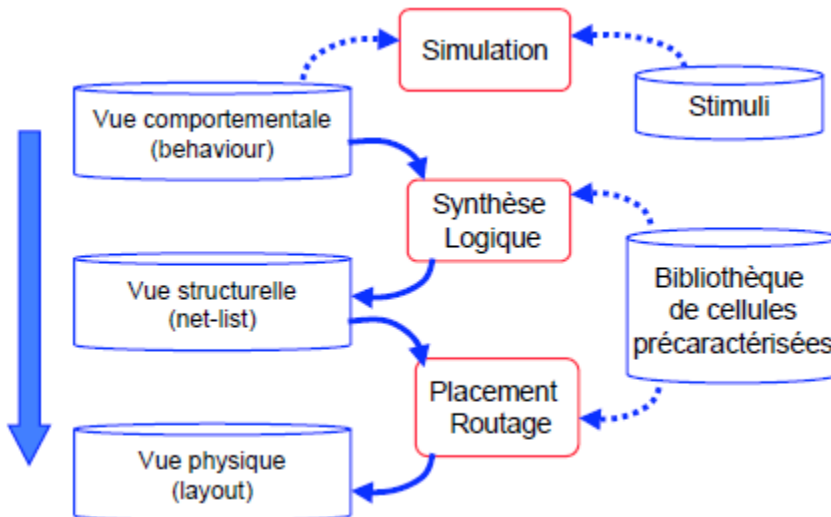 Simulation
Stimuli
Vue comportementale
(behaviour)
Synthèse
Logique
Bibliothèque
de cellules
précaractérisées
Vue structurelle
(net-list)
Placement
Routage
Vue physique
(layout)